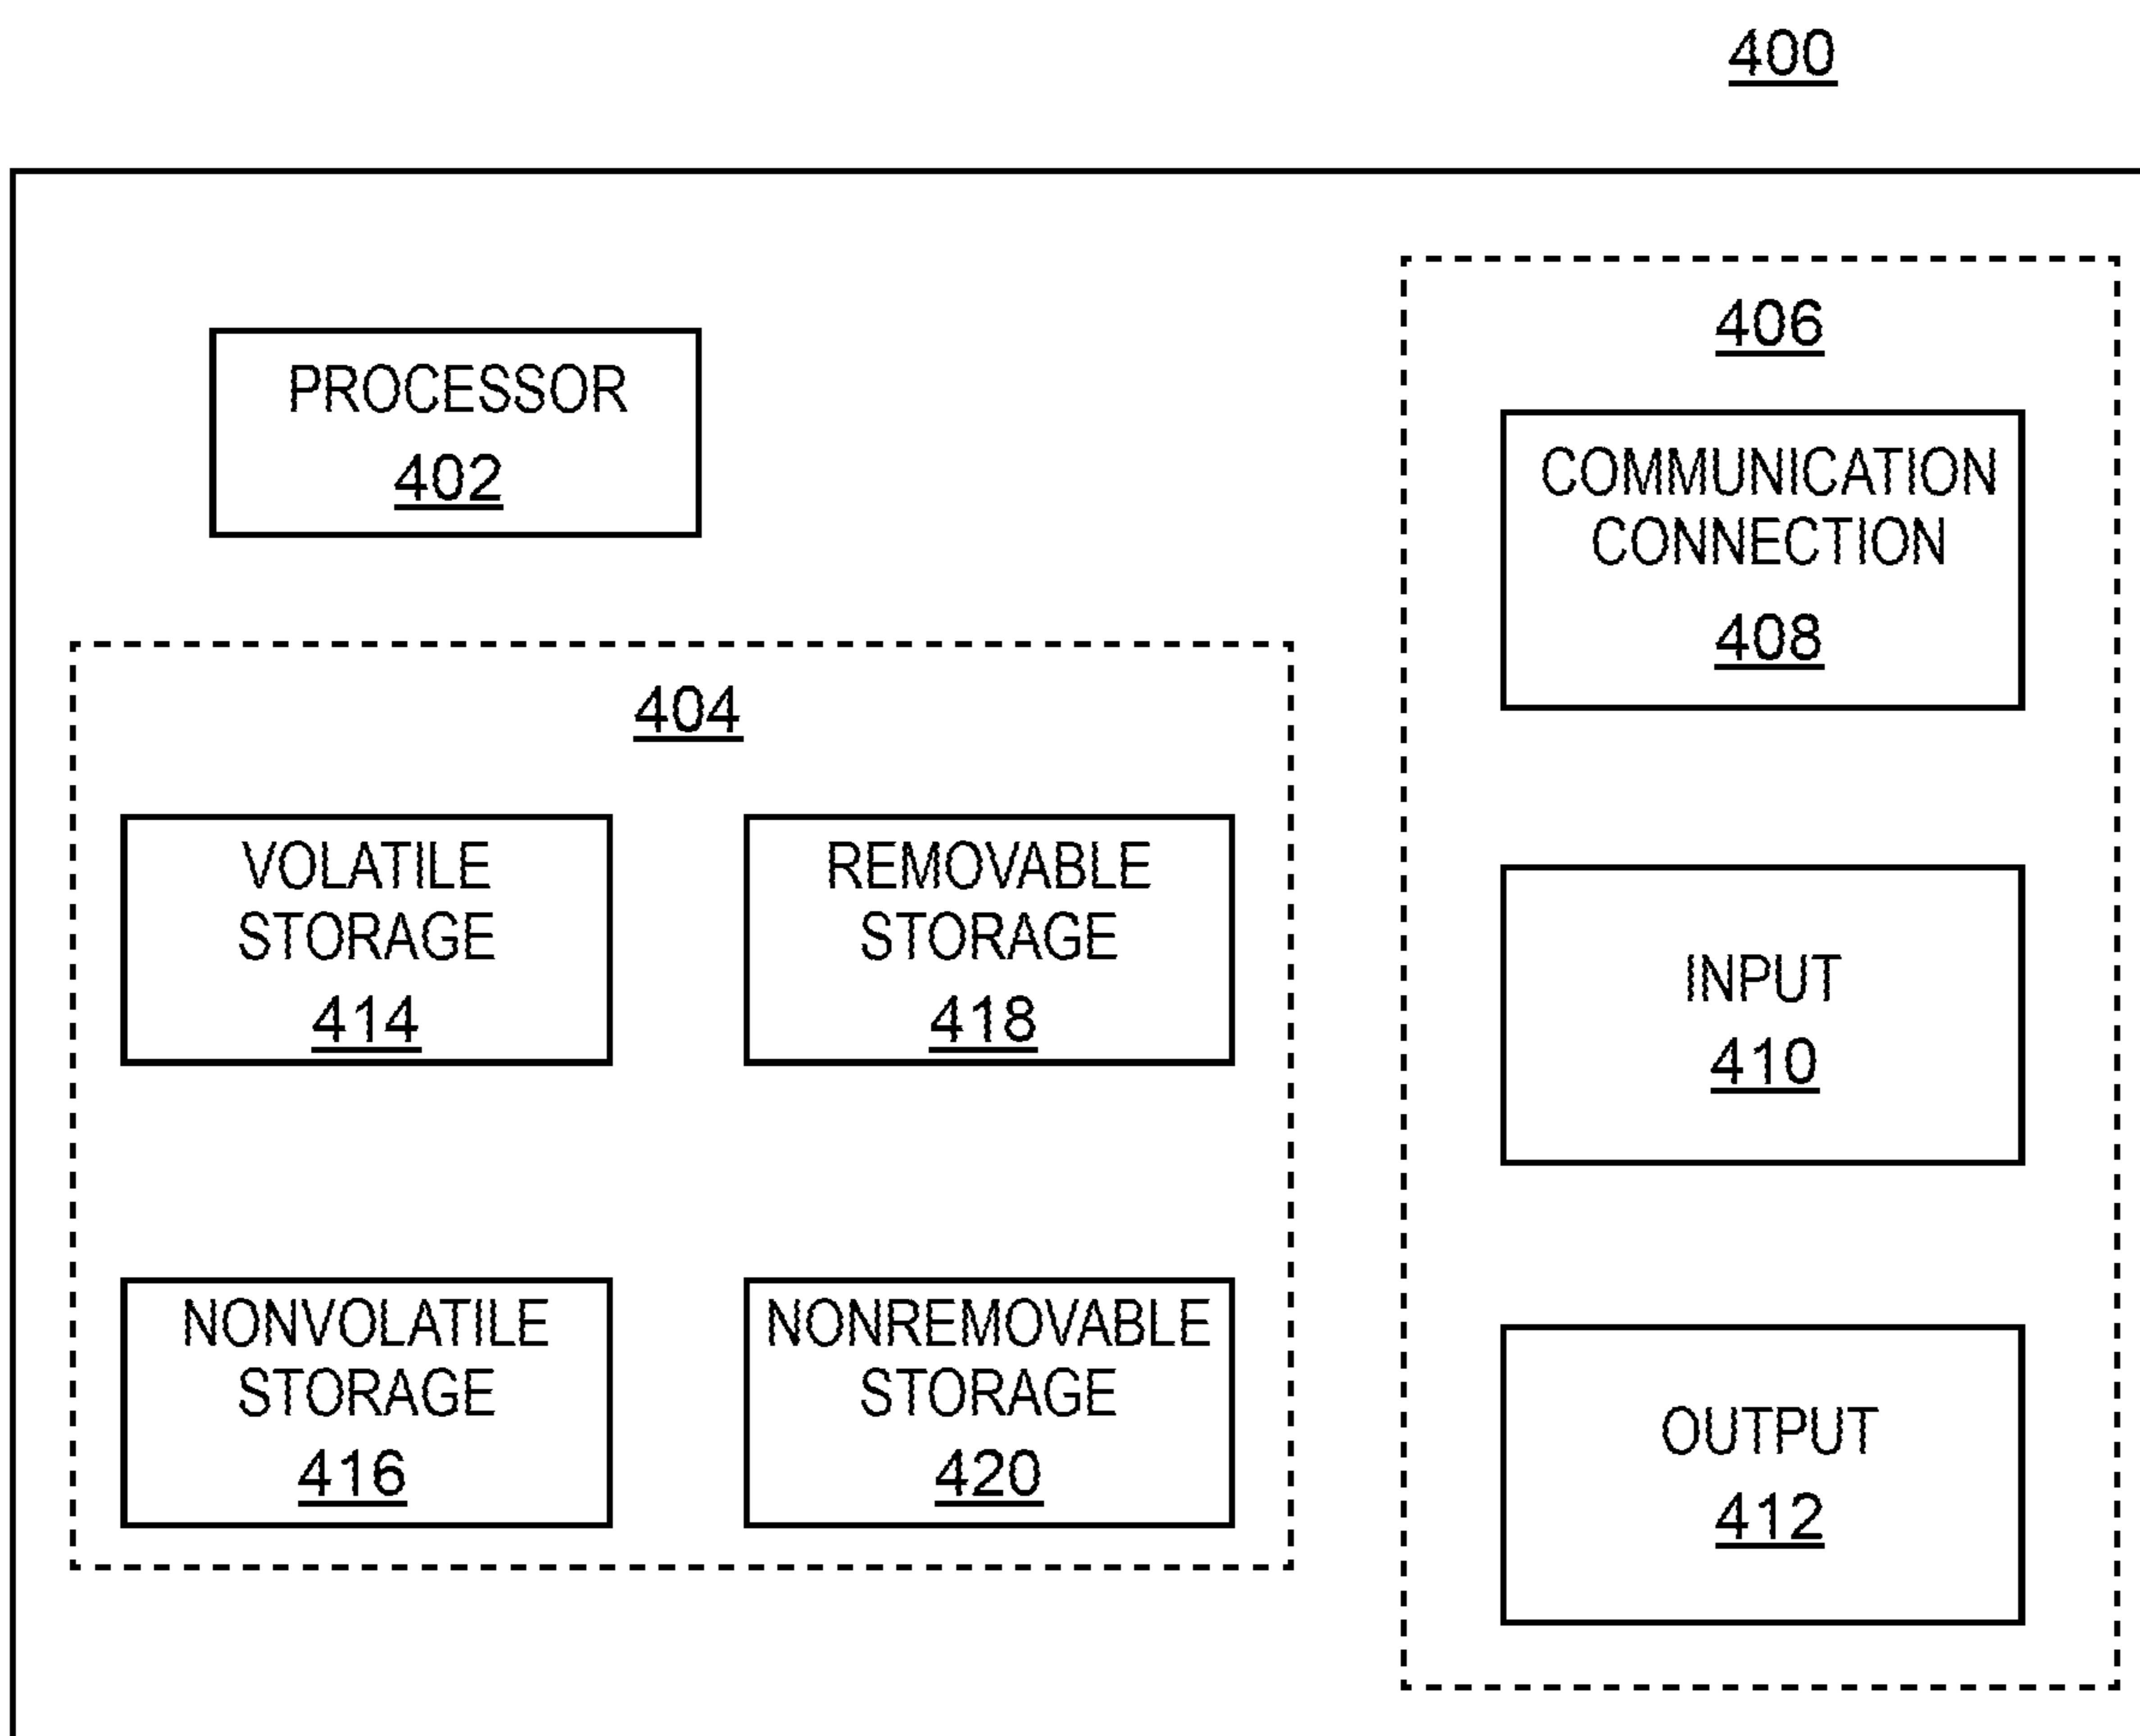 400
PROCESSOR
402
404
VOLATILE
STORAGE
414
REMOVABLE
STORAGE
418
NONVOLATILE
STORAGE
416
NONREMOVABLE
STORAGE
420
406
COMMUNICATION
CONNECTION
408
INPUT
410
OUTPUT
412